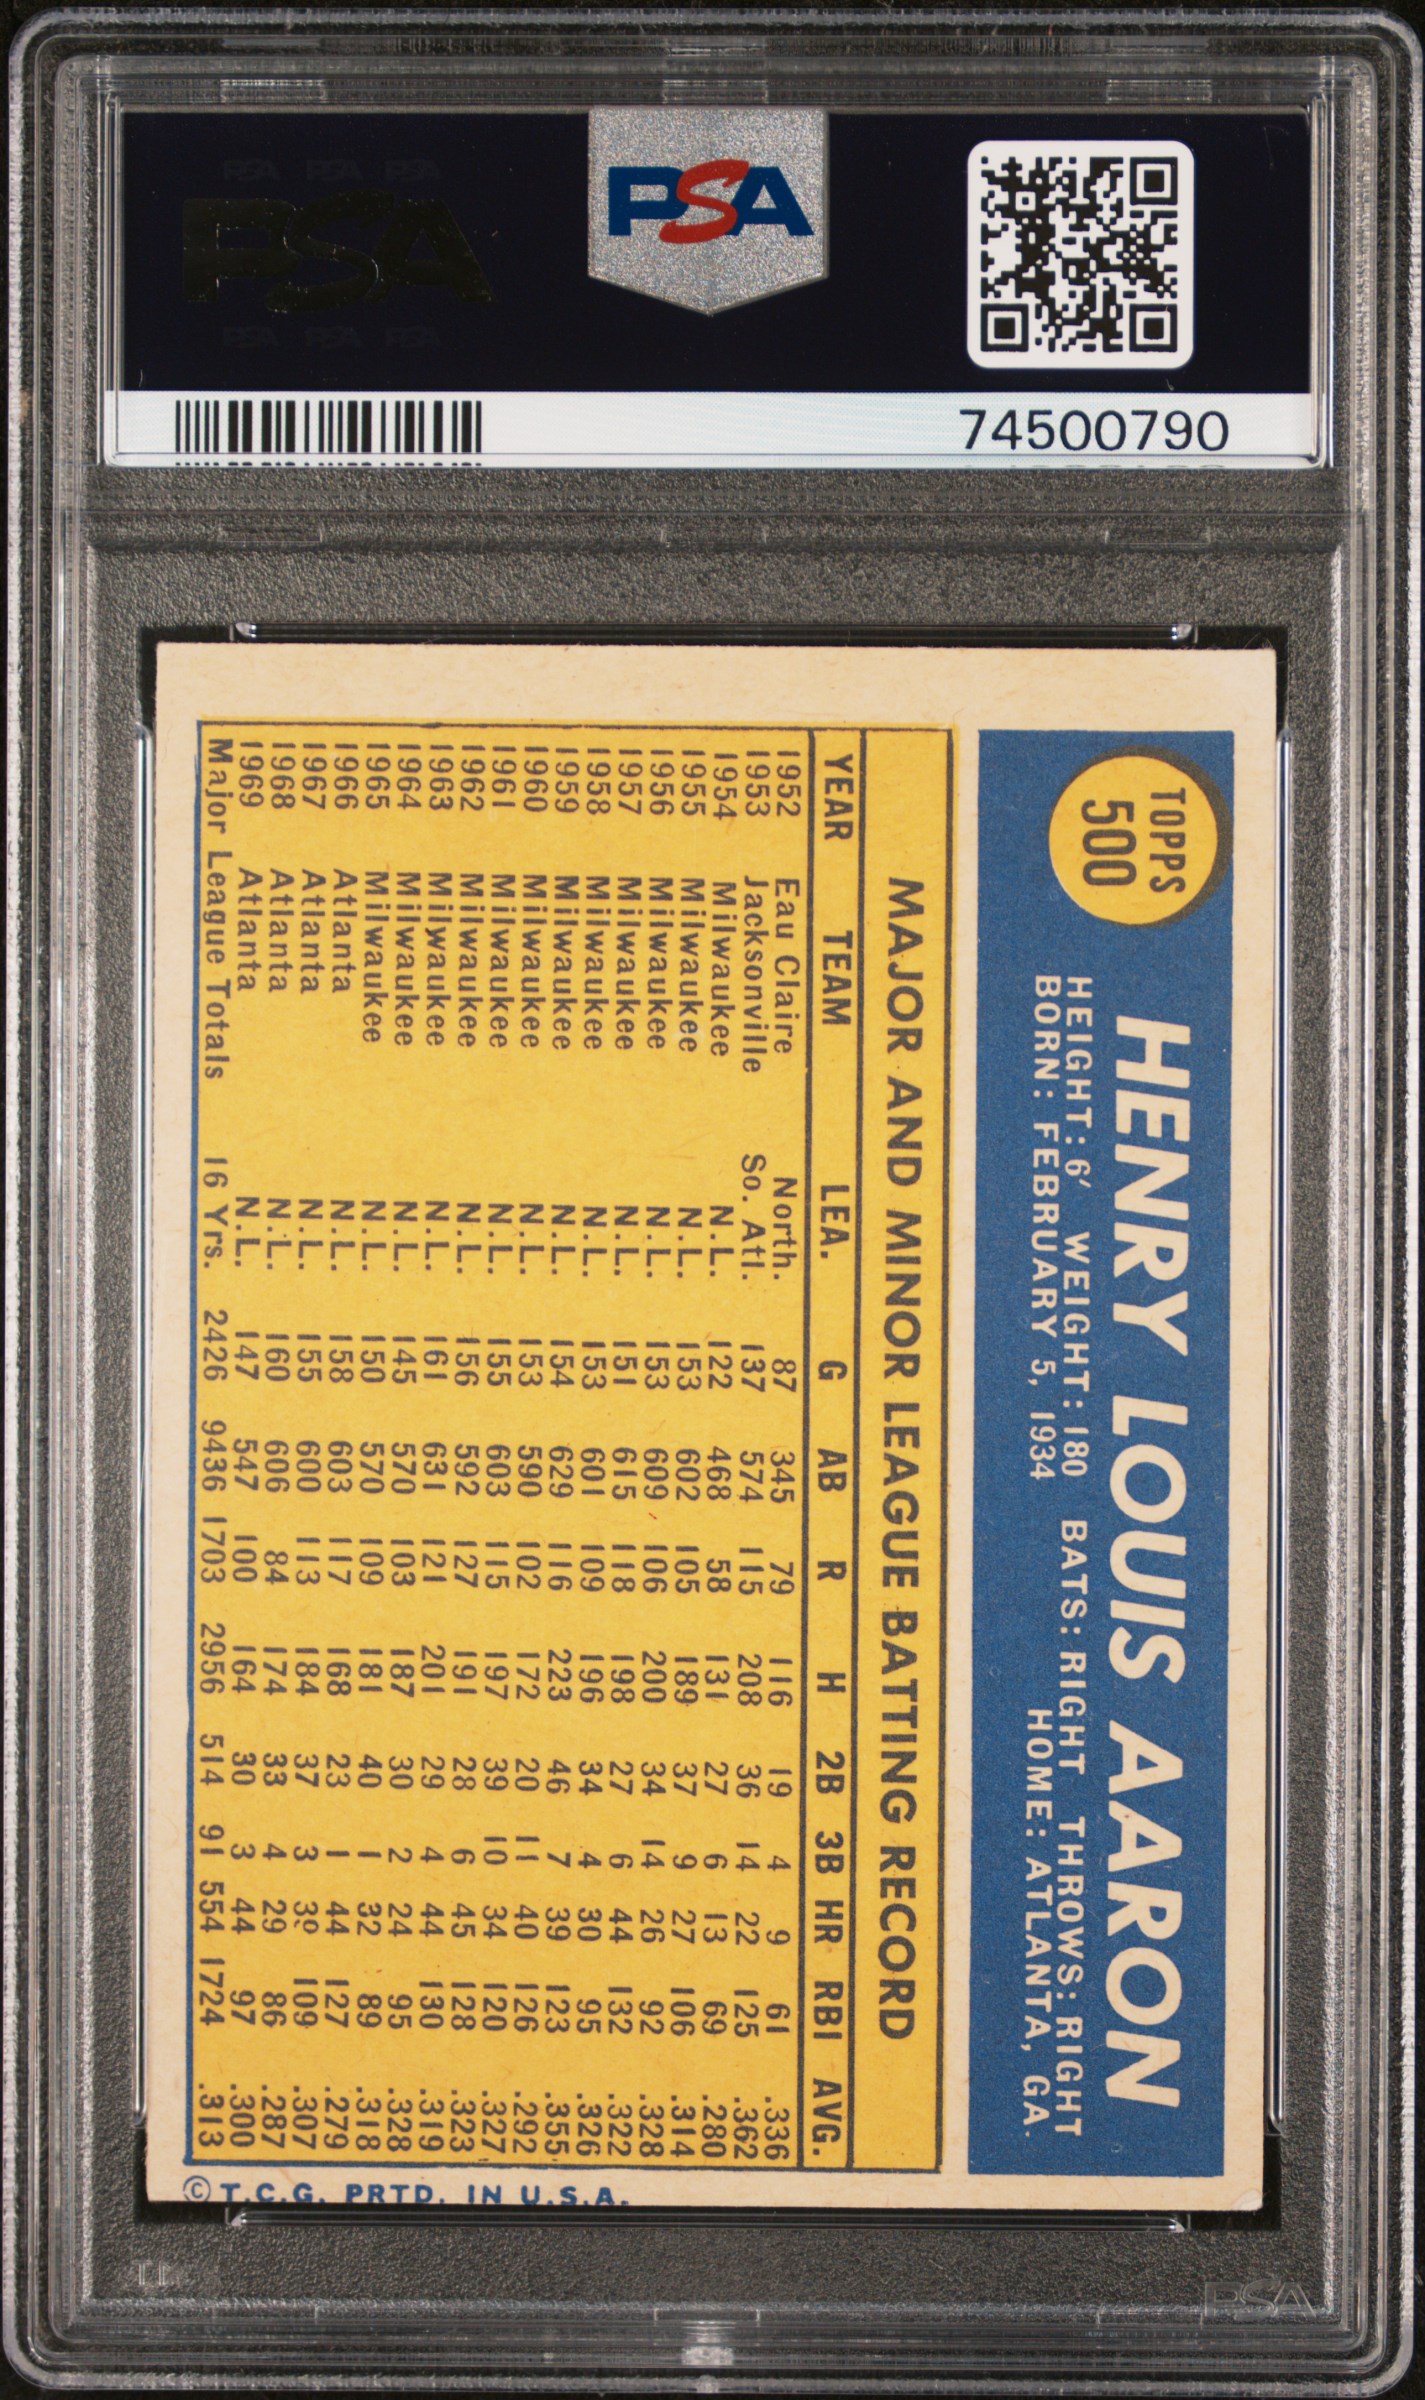 PSA
PSA PSA PSA
PSA
PSA PSA PSA
74500790
TOPPS
500
HENRY LOUIS AARON
HEIGHT: 6' WEIGHT: 180 BATS: RIGHT THROWS: RIGHT
BORN: FEBRUARY 5, 1934 HOME: ATLANTA, GA.
MAJOR AND MINOR LEAGUE BATTING RECORD
YEAR TEAM LEA. G AB R H 2B 3B HR RBI AVG.
1952 Eau Claire North. 87 345 79 116 19 4 9 61 .336
1953 Jacksonville So. Atl. 137 574 115 208 36 14 22 125 .362
1954 Milwaukee N.L. 122 468 58 131 27 6 13 69 .280
1955 Milwaukee N.L. 153 602 105 189 37 9 27 106 .314
1956 Milwaukee N.L. 153 609 106 200 34 14 26 92 .328
1957 Milwaukee N.L. 151 615 118 198 27 6 44 132 .322
1958 Milwaukee N.L. 153 601 109 196 34 4 30 95 .326
1959 Milwaukee N.L. 154 629 116 223 46 7 39 123 .355
1960 Milwaukee N.L. 153 590 102 172 20 11 40 126 .292
1961 Milwaukee N.L. 155 603 115 197 39 10 34 120 .327
1962 Milwaukee N.L. 156 592 127 191 28 6 45 128 .323
1963 Milwaukee N.L. 161 631 121 201 29 4 44 130 .319
1964 Milwaukee N.L. 145 570 103 187 30 2 24 95 .328
1965 Milwaukee N.L. 150 570 109 181 40 1 32 89 .318
1966 Atlanta N.L. 158 603 117 168 23 1 44 127 .279
1967 Atlanta N.L. 155 600 113 184 37 3 39 109 .307
1968 Atlanta N.L. 160 606 84 174 33 4 29 86 .287
1969 Atlanta N.L. 147 547 100 164 30 3 44 97 .300
Major League Totals 16 Yrs. 2426 9436 1703 2956 514 91 554 1724 .313
© T.C.G. PRTD. IN U.S.A.
PSA